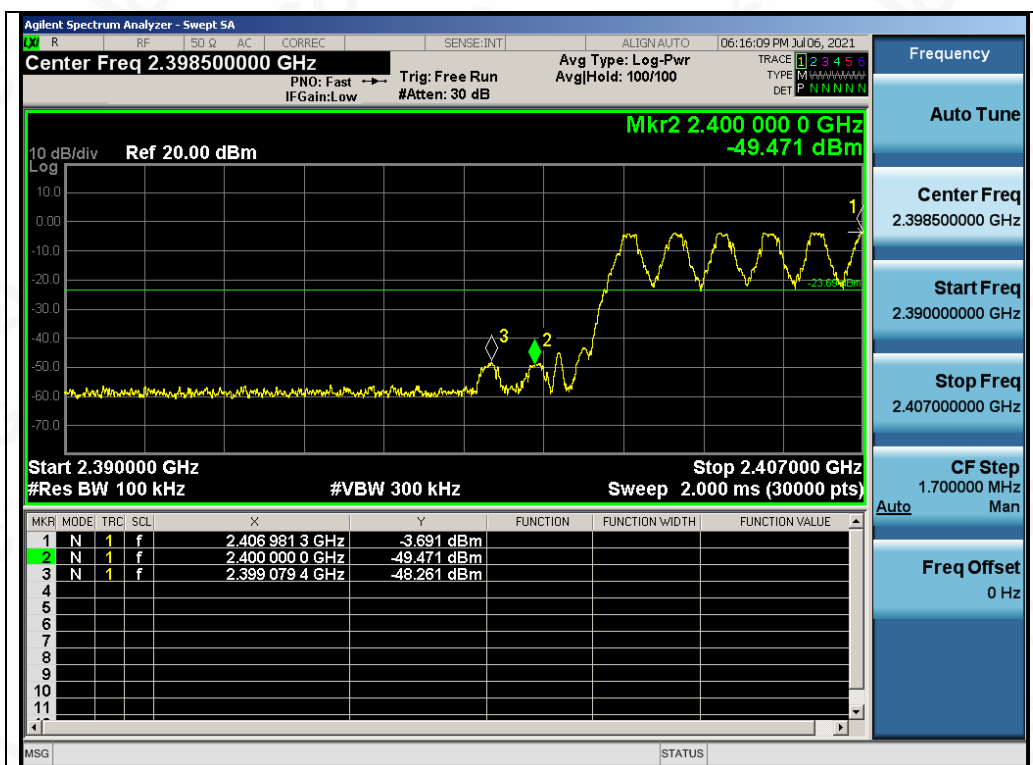 Agilent Spectrum Analyzer - Swept SA
LXI R RF 50 Ω AC CORREC SENSE:INT ALIGN AUTO 06:16:09 PM Jul 06, 2021
Center Freq 2.398500000 GHz
PNO: Fast
IFGain:Low
Trig: Free Run
#Atten: 30 dB
Avg Type: Log-Pwr
Avg|Hold: 100/100
TRACE 1 2 3 4 5 6
TYPE M WWWWW
DET P N N N N N
Mkr2 2.400 000 0 GHz
-49.471 dBm
10 dB/div Ref 20.00 dBm
Log
10.0
0.00
-10.0
-20.0
-30.0
-40.0
-50.0
-60.0
-70.0
1
-23.69 dBm
3
2
Start 2.390000 GHz Stop 2.407000 GHz
#Res BW 100 kHz #VBW 300 kHz Sweep 2.000 ms (30000 pts)
MKR MODE TRC SCL X Y FUNCTION FUNCTION WIDTH FUNCTION VALUE
1 N 1 f 2.406 981 3 GHz -3.691 dBm
2 N 1 f 2.400 000 0 GHz -49.471 dBm
3 N 1 f 2.399 079 4 GHz -48.261 dBm
4
5
6
7
8
9
10
11
MSG STATUS
Frequency
Auto Tune
Center Freq
2.398500000 GHz
Start Freq
2.390000000 GHz
Stop Freq
2.407000000 GHz
CF Step
1.700000 MHz
Auto Man
Freq Offset
0 Hz